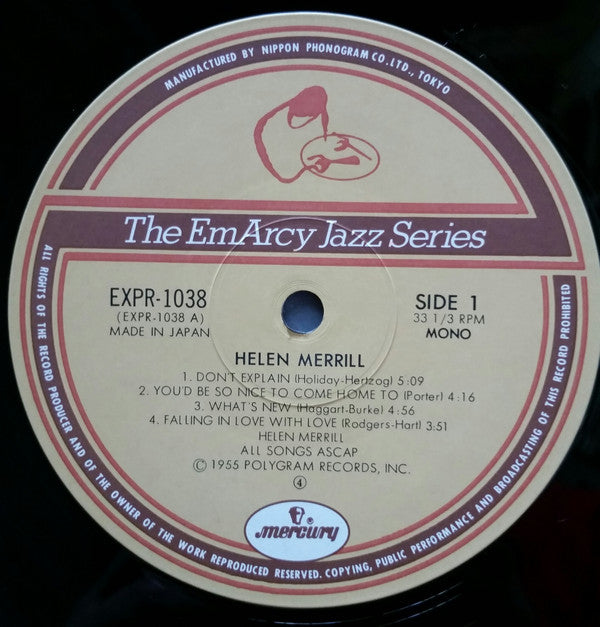 MANUFACTURED BY NIPPON PHONOGRAM CO. LTD., TOKYO
The EmArcy Jazz Series
EXPR-1038
(EXPR-1038 A)
MADE IN JAPAN
SIDE 1
33 1/3 RPM
MONO
HELEN MERRILL
1. DON'T EXPLAIN (Holiday-Hertzog) 5:09
2. YOU'D BE SO NICE TO COME HOME TO (Porter) 4:16
3. WHAT'S NEW (Haggart-Burke) 4:56
4. FALLING IN LOVE WITH LOVE (Rodgers-Hart) 3:51
HELEN MERRILL
ALL SONGS ASCAP
Ⓒ 1955 POLYGRAM RECORDS, INC.
④
mercury
®
ALL RIGHTS OF THE RECORD PRODUCER AND OF THE OWNER OF THE WORK REPRODUCED RESERVED. COPYING, PUBLIC PERFORMANCE AND BROADCASTING OF THIS RECORD PROHIBITED